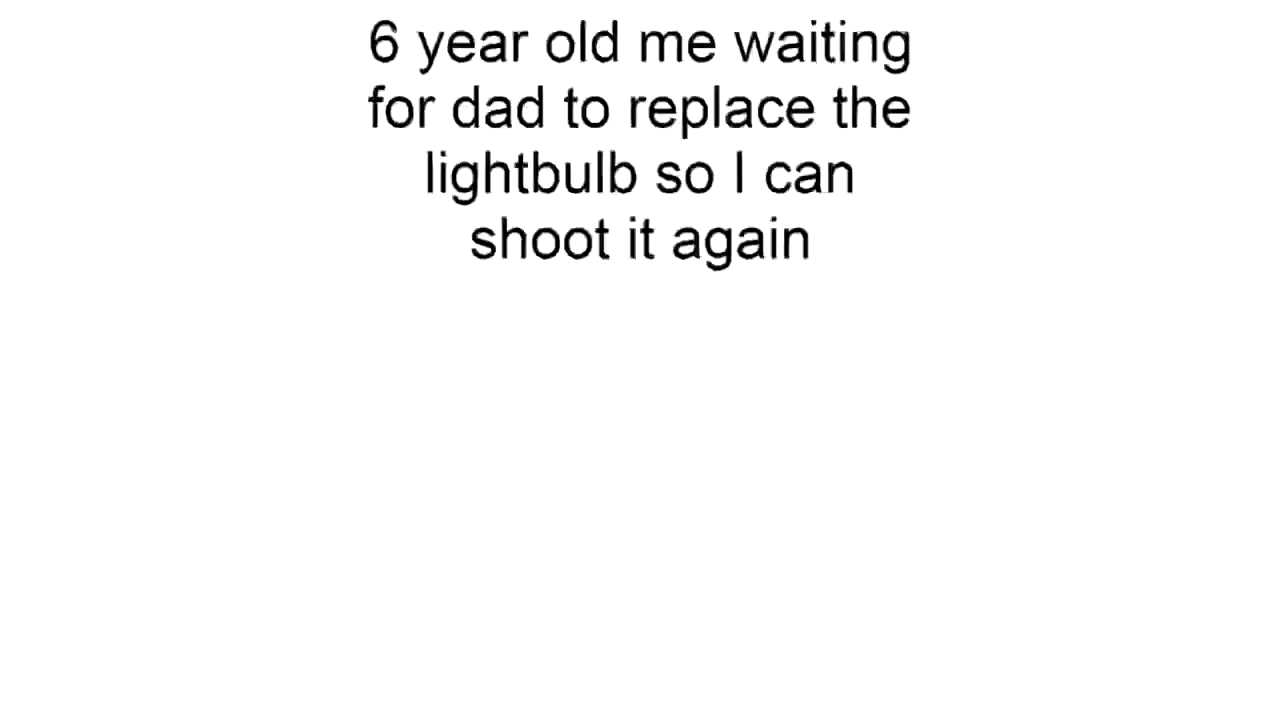 6 year old me waiting
for dad to replace the
lightbulb so I can
shoot it again